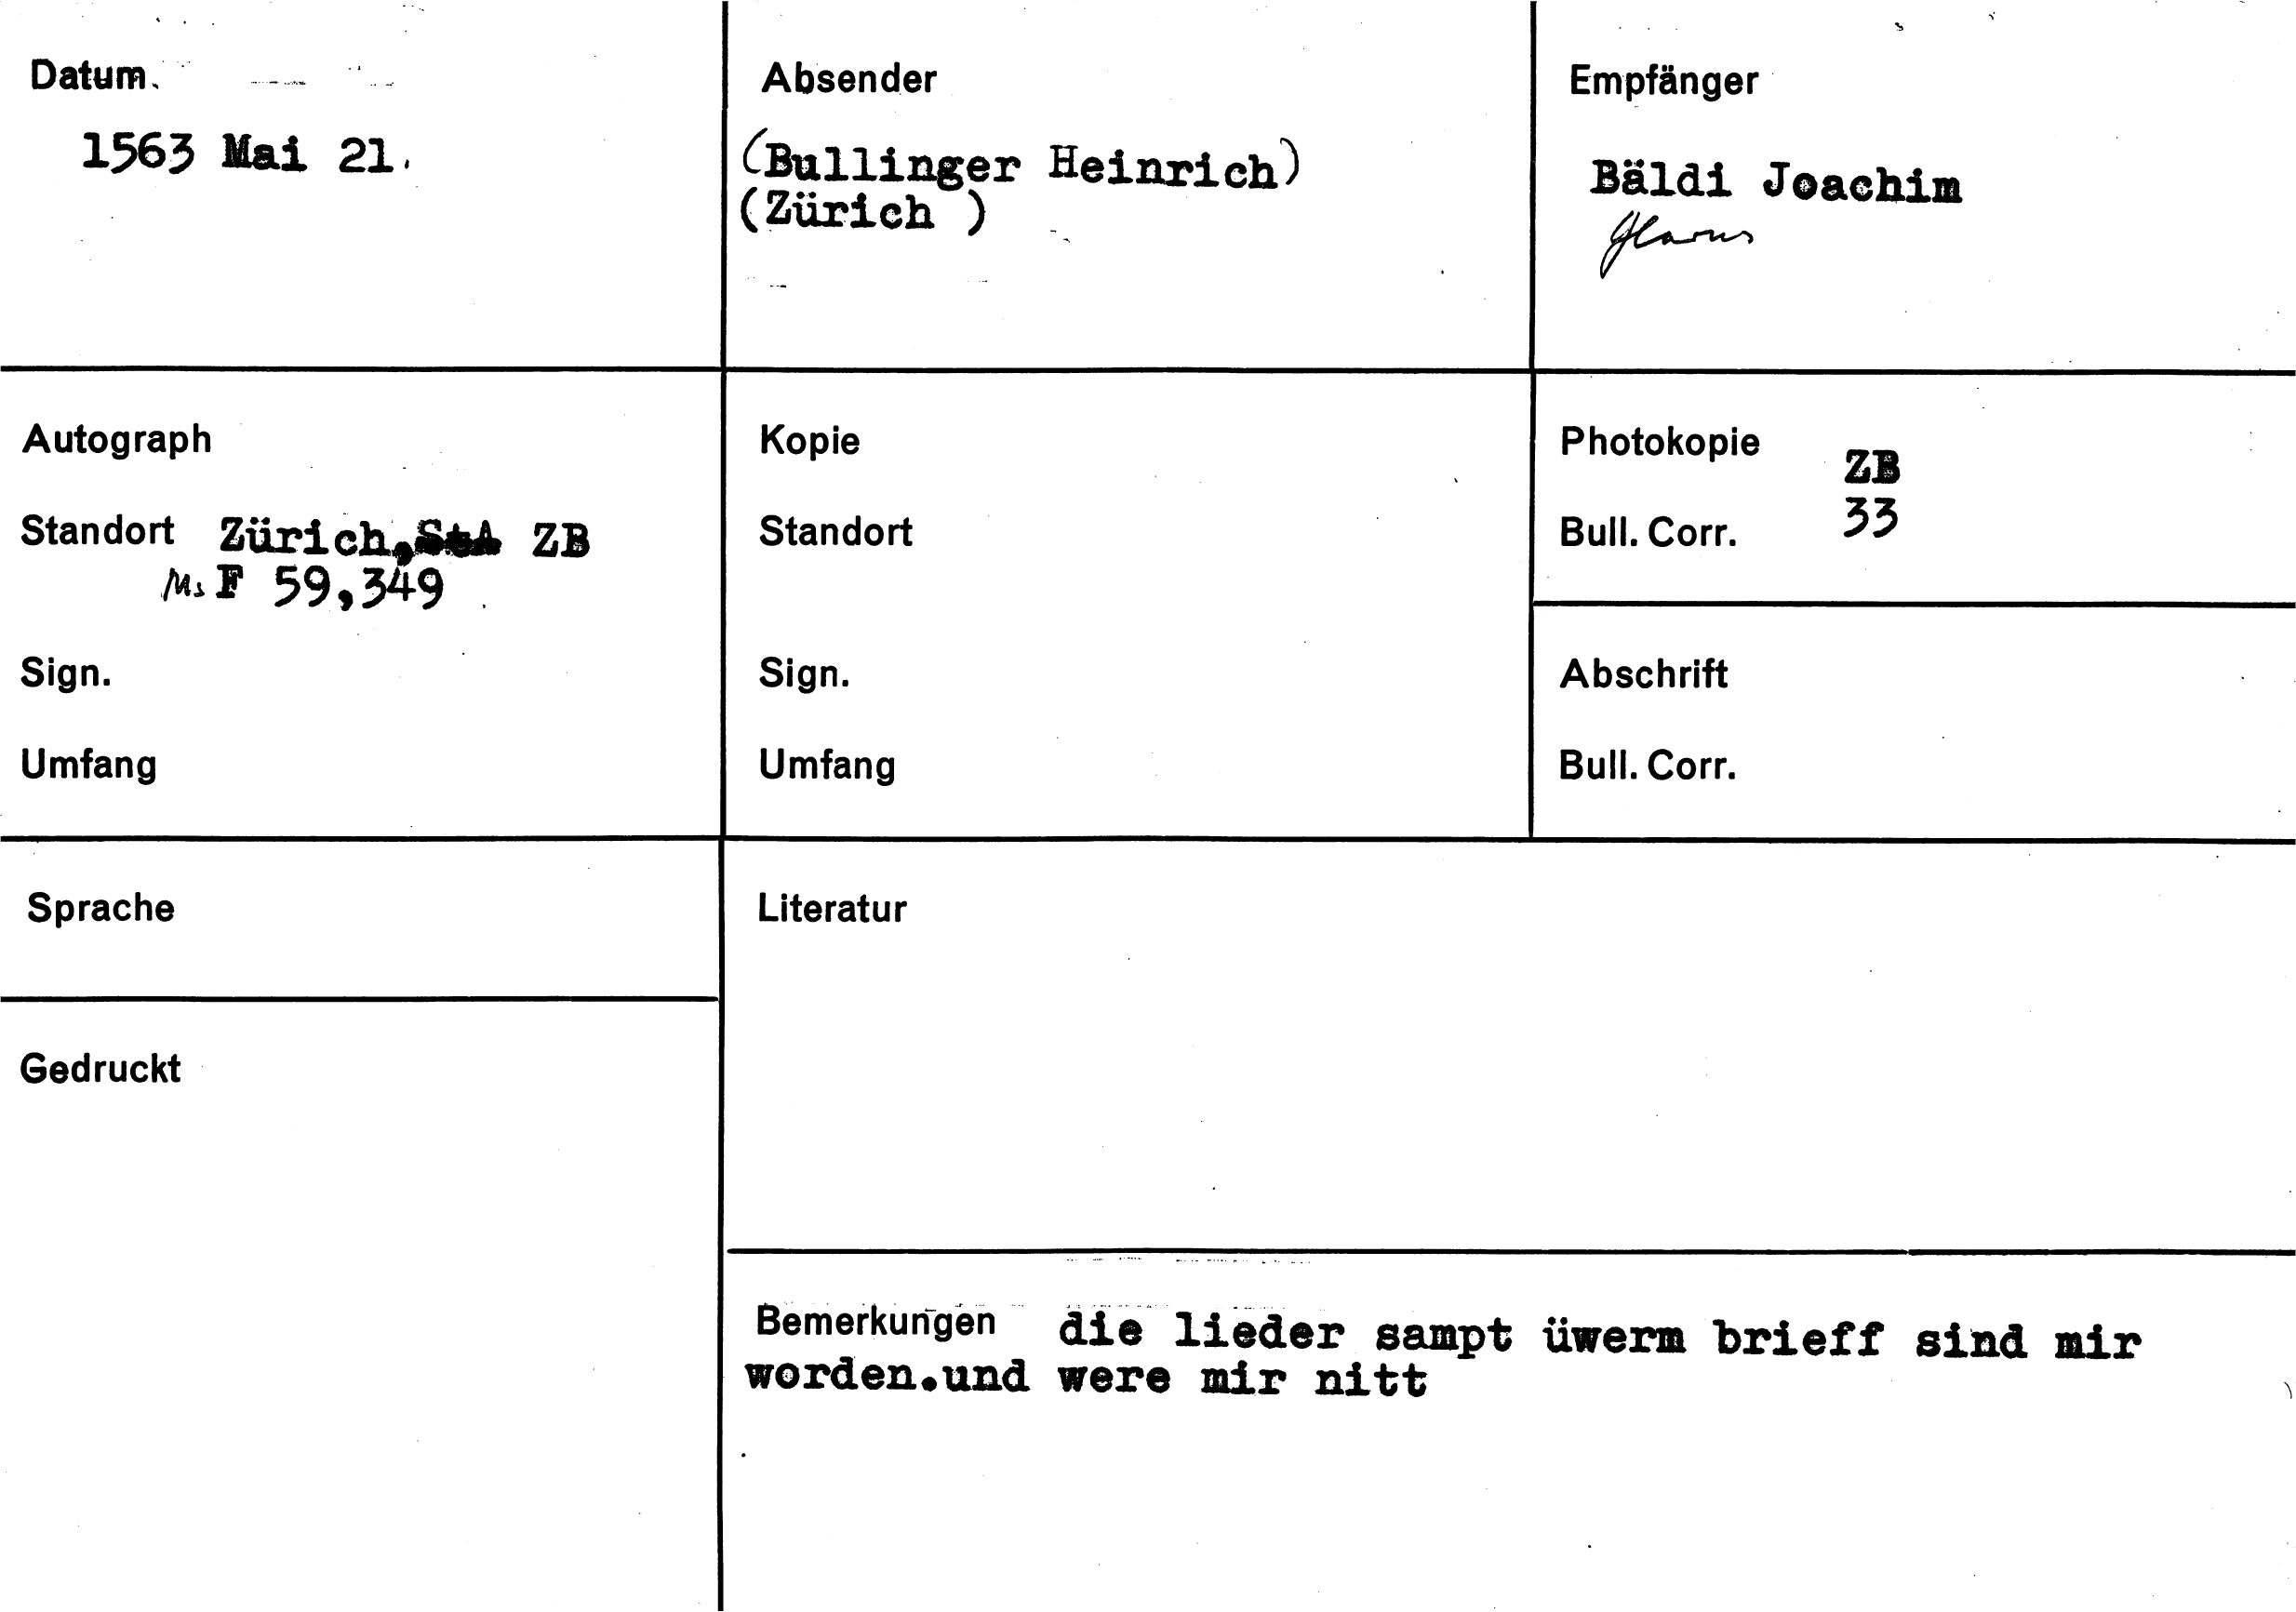 Datum
1563 Mai 21.
Absender
(Bullinger Heinrich)
(Zürich )
Empfänger
Bäldi Joachim
Glarus
Autograph
Standort Zürich, StA ZB
Ms F 59,349
Sign.
Umfang
Kopie
Standort
Sign.
Umfang
Photokopie ZB
Bull. Corr. 33
Abschrift
Bull. Corr.
Sprache
Literatur
Gedruckt
Bemerkungen die lieder sampt üwerm brieff sind mir
worden.und were mir nitt